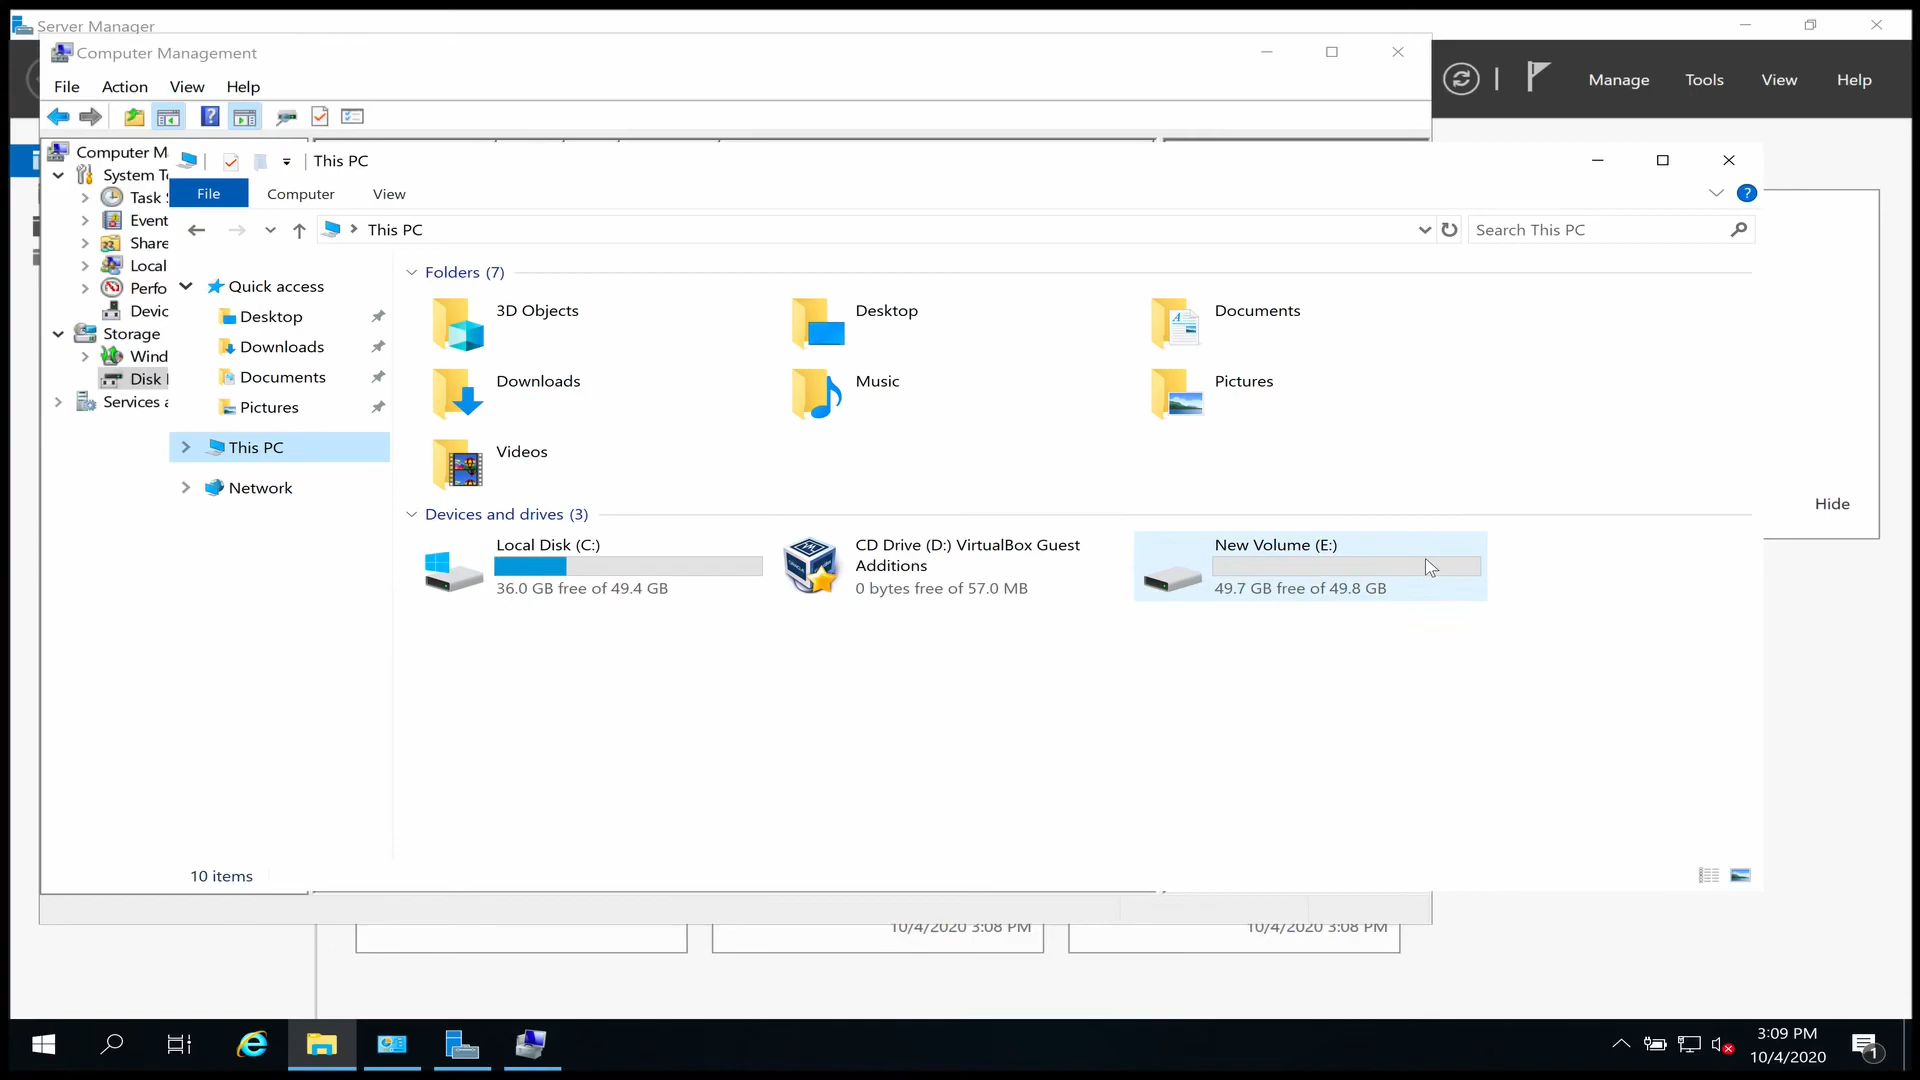 Server Manager
Computer Management
File Action View Help
Manage Tools View Help
Computer M
System T
Task
Event
Share
Local
Perfo
Devic
Storage
Wind
Disk
Services a
This PC
File Computer View
This PC
Search This PC
Quick access
Desktop
Downloads
Documents
Pictures
This PC
Network
Folders (7)
3D Objects
Desktop
Documents
Downloads
Music
Pictures
Videos
Devices and drives (3)
Local Disk (C:)
36.0 GB free of 49.4 GB
CD Drive (D:) VirtualBox Guest
Additions
0 bytes free of 57.0 MB
New Volume (E:)
49.7 GB free of 49.8 GB
Hide
10 items
10/4/2020 3:08 PM
10/4/2020 3:08 PM
3:09 PM
10/4/2020
1